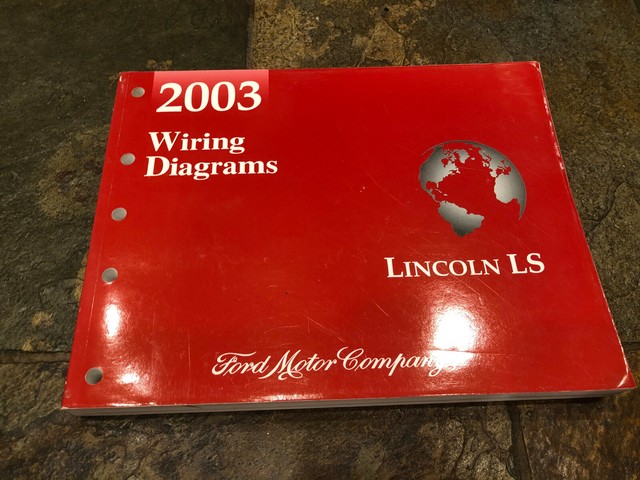 2003
Wiring
Diagrams
LINCOLN LS
Ford Motor Company